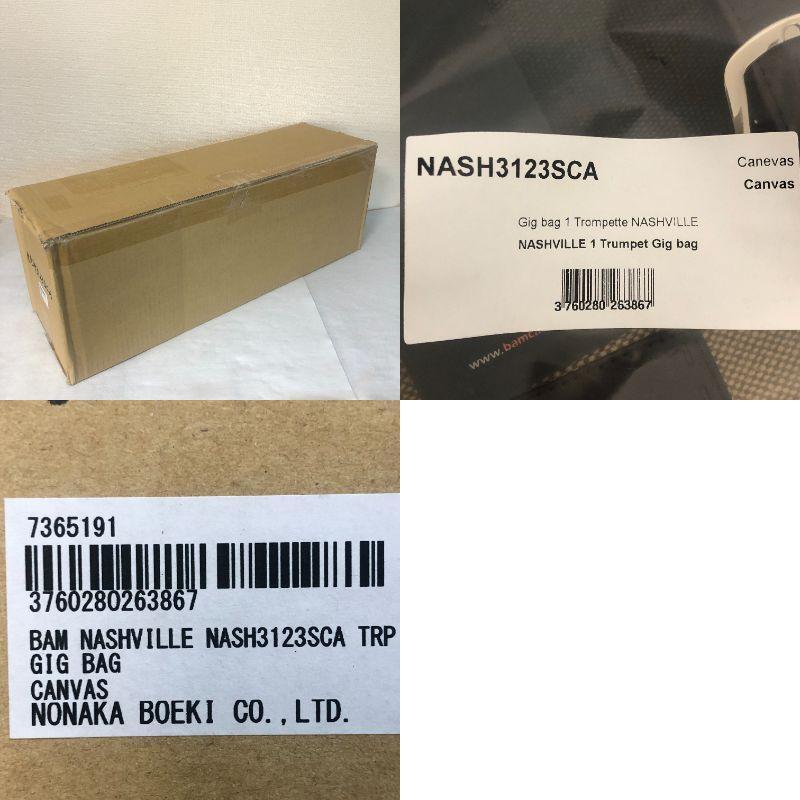 NASH3123SCA
Canevas
Canvas
Gig bag 1 Trompette NASHVILLE
NASHVILLE 1 Trumpet Gig bag
3 760280 263867
7365191
3760280263867
BAM NASHVILLE NASH3123SCA TRP
GIG BAG
CANVAS
NONAKA BOEKI CO.,LTD.